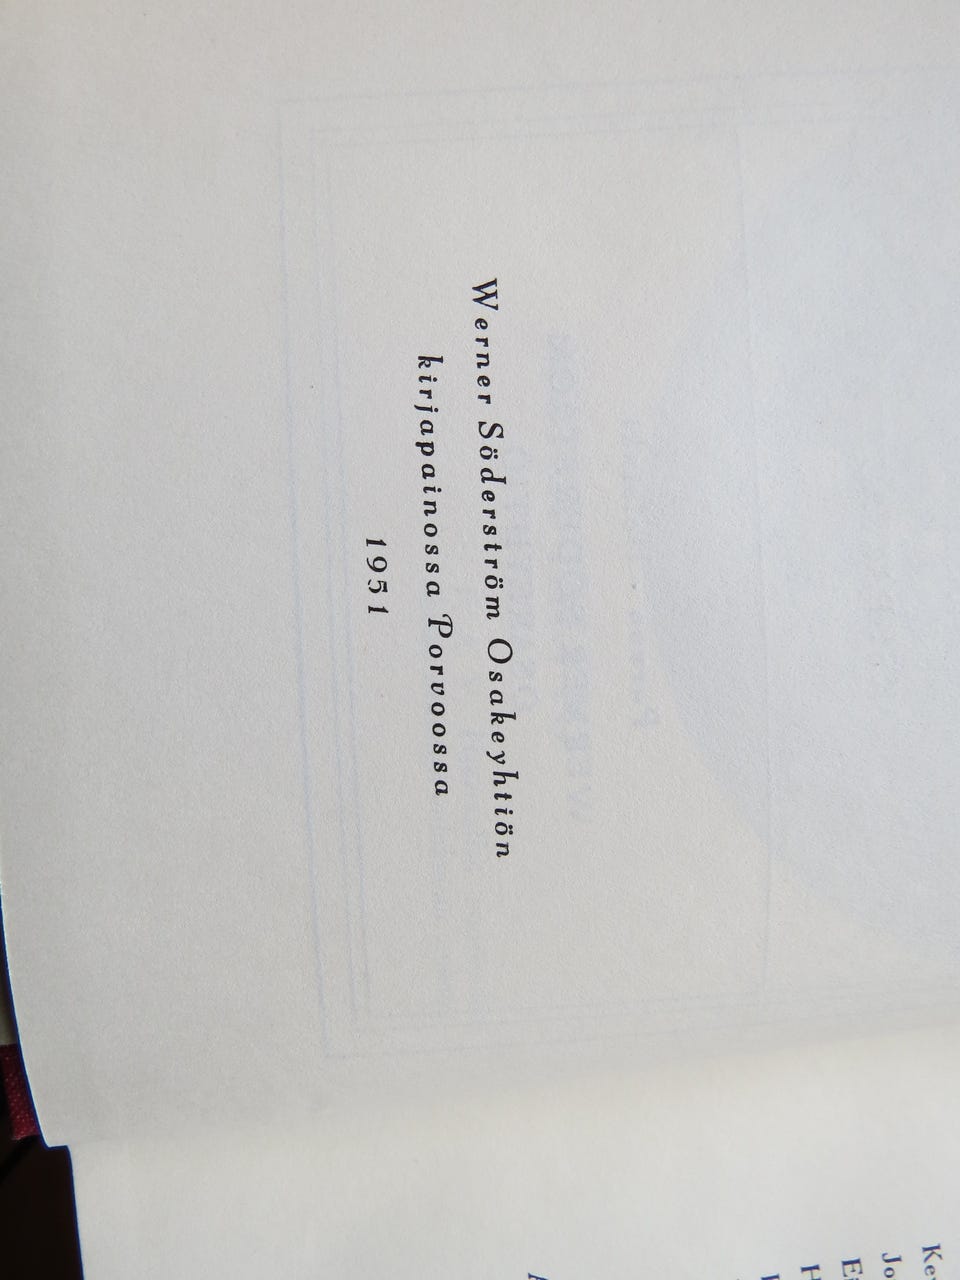 Werner Söderström Osakeyhtiön
kirjapainossa Porvoossa
1951